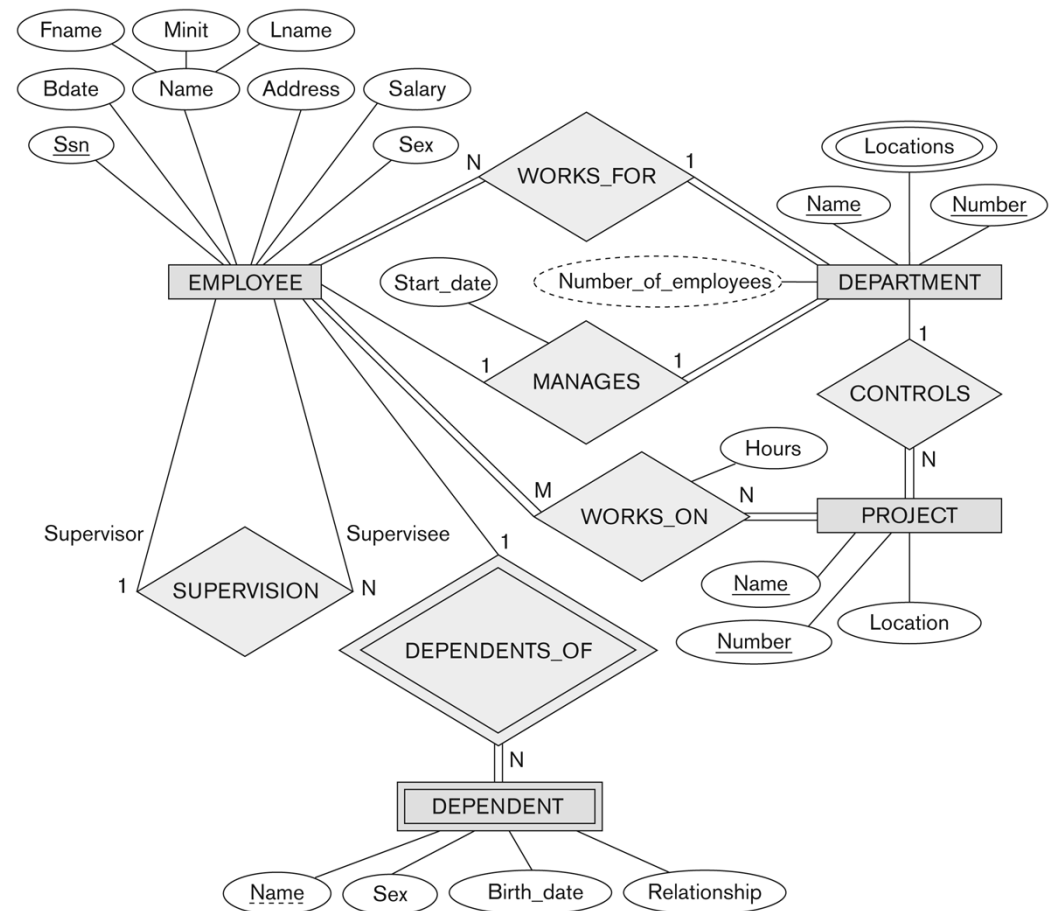 Fname Minit Lname
Bdate Name Address Salary
Ssn Sex
N WORKS_FOR 1
Locations
Name Number
EMPLOYEE Start_date Number_of_employees DEPARTMENT
1 MANAGES 1
1
CONTROLS
N
Hours
M WORKS_ON N
PROJECT
Supervisor Supervisee
1 SUPERVISION N
1
Name
Number
Location
DEPENDENTS_OF
N
DEPENDENT
Name Sex Birth_date Relationship